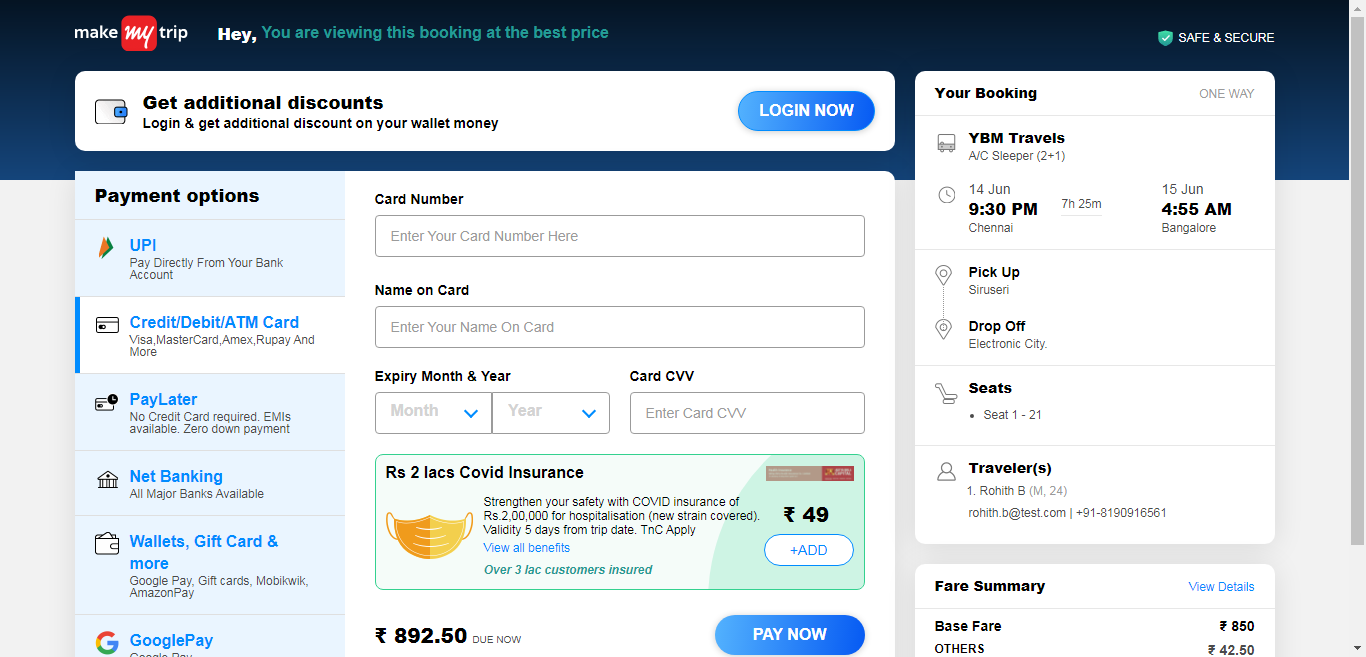 make my trip
Hey, You are viewing this booking at the best price
SAFE & SECURE
Get additional discounts
Login & get additional discount on your wallet money
LOGIN NOW
Payment options
UPI
Pay Directly From Your Bank
Account
Credit/Debit/ATM Card
Visa,MasterCard,Amex,Rupay And
More
PayLater
No Credit Card required. EMIs
available. Zero down payment
Net Banking
All Major Banks Available
Wallets, Gift Card &
more
Google Pay, Gift cards, Mobikwik,
AmazonPay
GooglePay
Google Pay
Card Number
Enter Your Card Number Here
Name on Card
Enter Your Name On Card
Expiry Month & Year
Card CVV
Month
Year
Enter Card CVV
Rs 2 lacs Covid Insurance
Strengthen your safety with COVID insurance of
Rs.2,00,000 for hospitalisation (new strain covered).
Validity 5 days from trip date. TnC Apply
View all benefits
Over 3 lac customers insured
₹ 49
+ADD
₹ 892.50 DUE NOW
PAY NOW
Your Booking
ONE WAY
YBM Travels
A/C Sleeper (2+1)
14 Jun
9:30 PM
Chennai
7h 25m
15 Jun
4:55 AM
Bangalore
Pick Up
Siruseri
Drop Off
Electronic City.
Seats
• Seat 1 - 21
Traveler(s)
1. Rohith B (M, 24)
rohith.b@test.com | +91-8190916561
Fare Summary
View Details
Base Fare
₹ 850
OTHERS
₹ 42.50